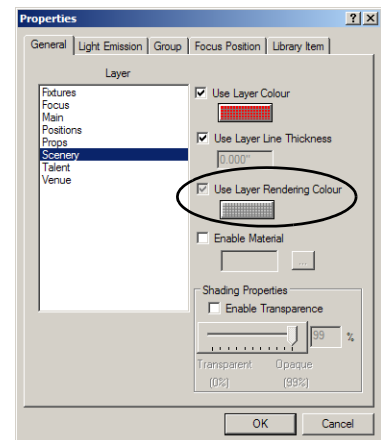 Properties
General Light Emission Group Focus Position Library Item
Layer
Fixtures
Focus
Main
Positions
Props
Scenery
Talent
Venue
Use Layer Colour
Use Layer Line Thickness
0.000"
Use Layer Rendering Colour
Enable Material
...
Shading Properties
Enable Transparence
99 %
Transparent Opaque
(0%) (99%)
OK Cancel